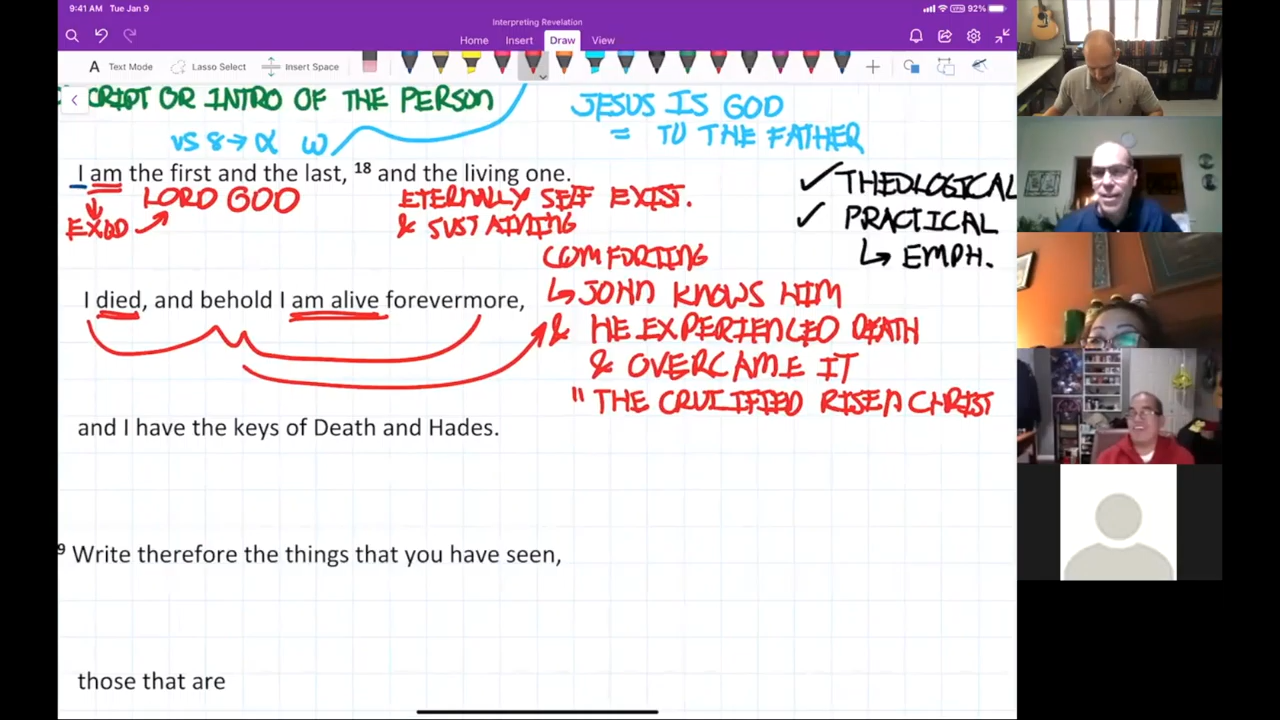 9:41 AM Tue Jan 9
VPN 92%
Interpreting Revelation
Home Insert Draw View
A Text Mode Lasso Select Insert Space
CRIPT OR INTRO OF THE PERSON
JESUS IS GOD
= TO THE FATHER
VS 8 → α ω
I am the first and the last, 18 and the living one.
✓ THEOLOGICAL
EXOD → LORD GOD
ETERNALLY SELF EXIST.
& SUSTAINING
✓ PRACTICAL
↳ EMPH.
COMFORTING
I died, and behold I am alive forevermore,
↳ JOHN KNOWS HIM
& HE EXPERIENCED DEATH
& OVERCAME IT
" THE CRUCIFIED RISEN CHRIST
and I have the keys of Death and Hades.
9 Write therefore the things that you have seen,
those that are